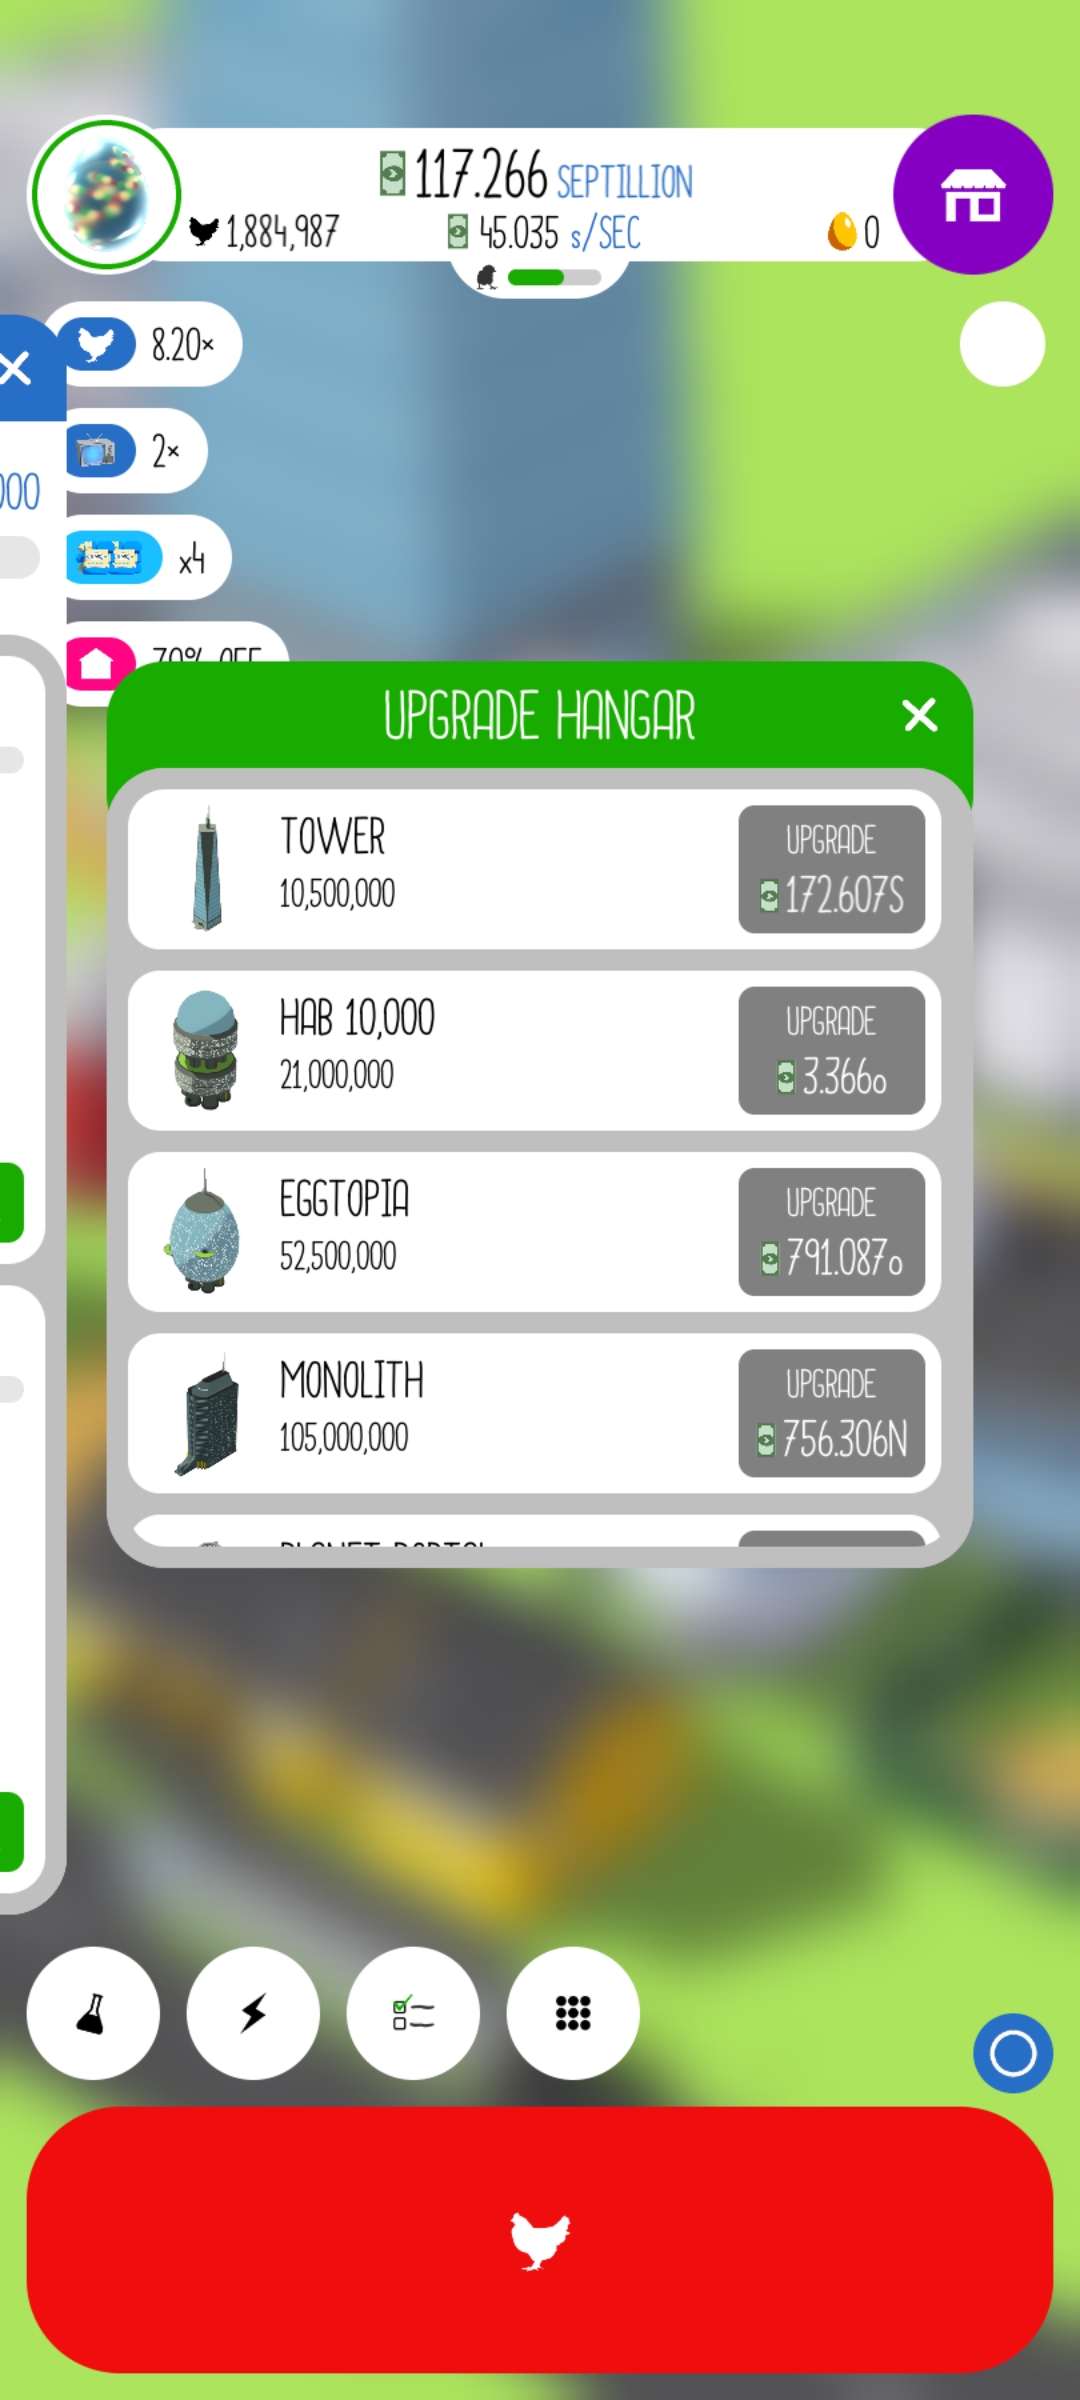 117.266 SEPTILLION
1,884,987
45.035 s/SEC
0
8.20×
2×
000
x4
70% OFF
UPGRADE HANGAR
TOWER
10,500,000
UPGRADE
172.607S
HAB 10,000
21,000,000
UPGRADE
3.366o
EGGTOPIA
52,500,000
UPGRADE
791.087o
MONOLITH
105,000,000
UPGRADE
756.306N
PLANET PORTAL